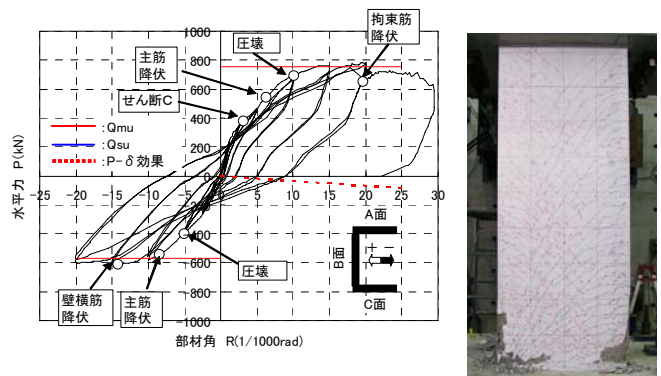 1000
800
600
400
200
0
200
400
600
800
-1000
-25
-20
-15
-10
-5
0
5
10
15
20
25
30
水平力 P(kN)
部材角 R(1/1000rad)
主筋
降伏
圧壊
拘束筋
降伏
せん断C
:Qmu
:Qsu
:P-δ効果
壁横筋
降伏
主筋
降伏
圧壊
A面
B面
C面